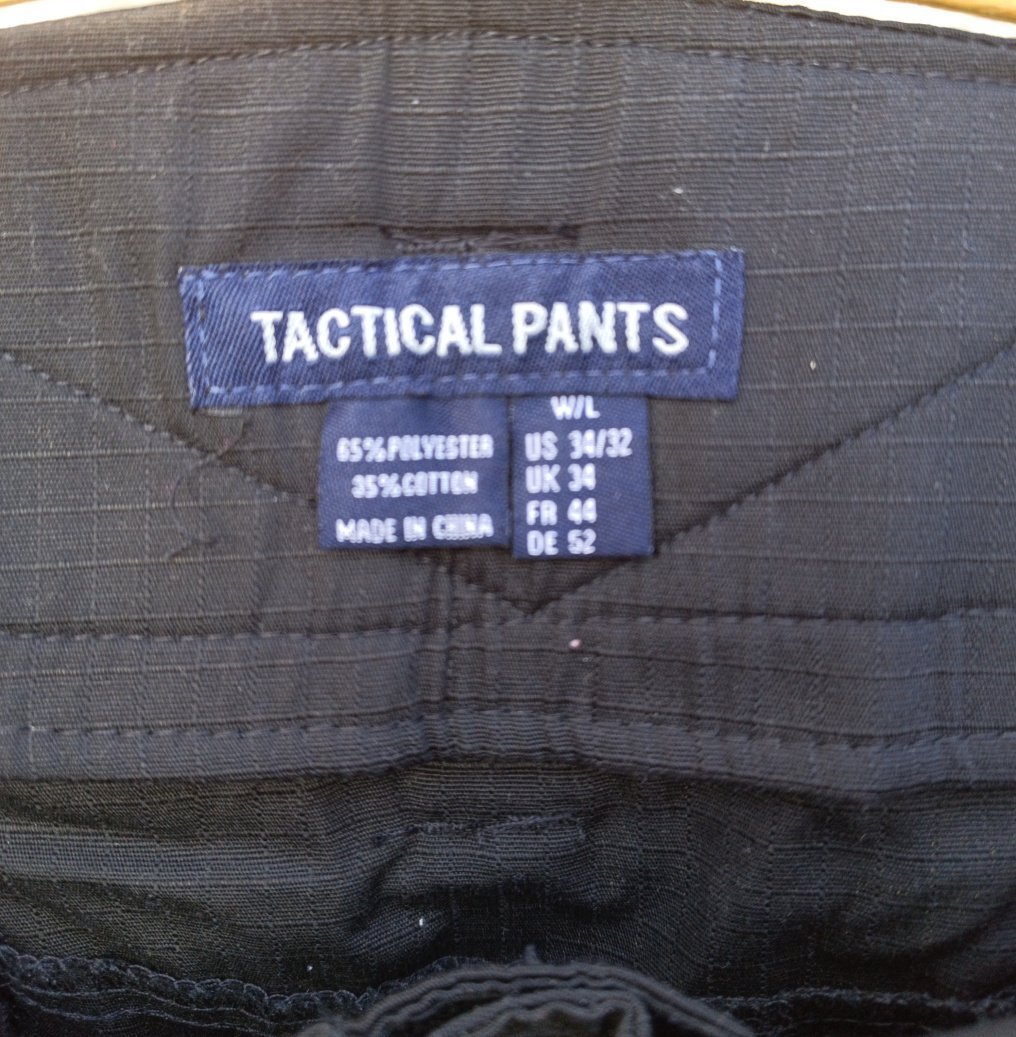 TACTICAL PANTS
65% POLYESTER
35% COTTON
MADE IN CHINA
W/L
US 34/32
UK 34
FR 44
DE 52